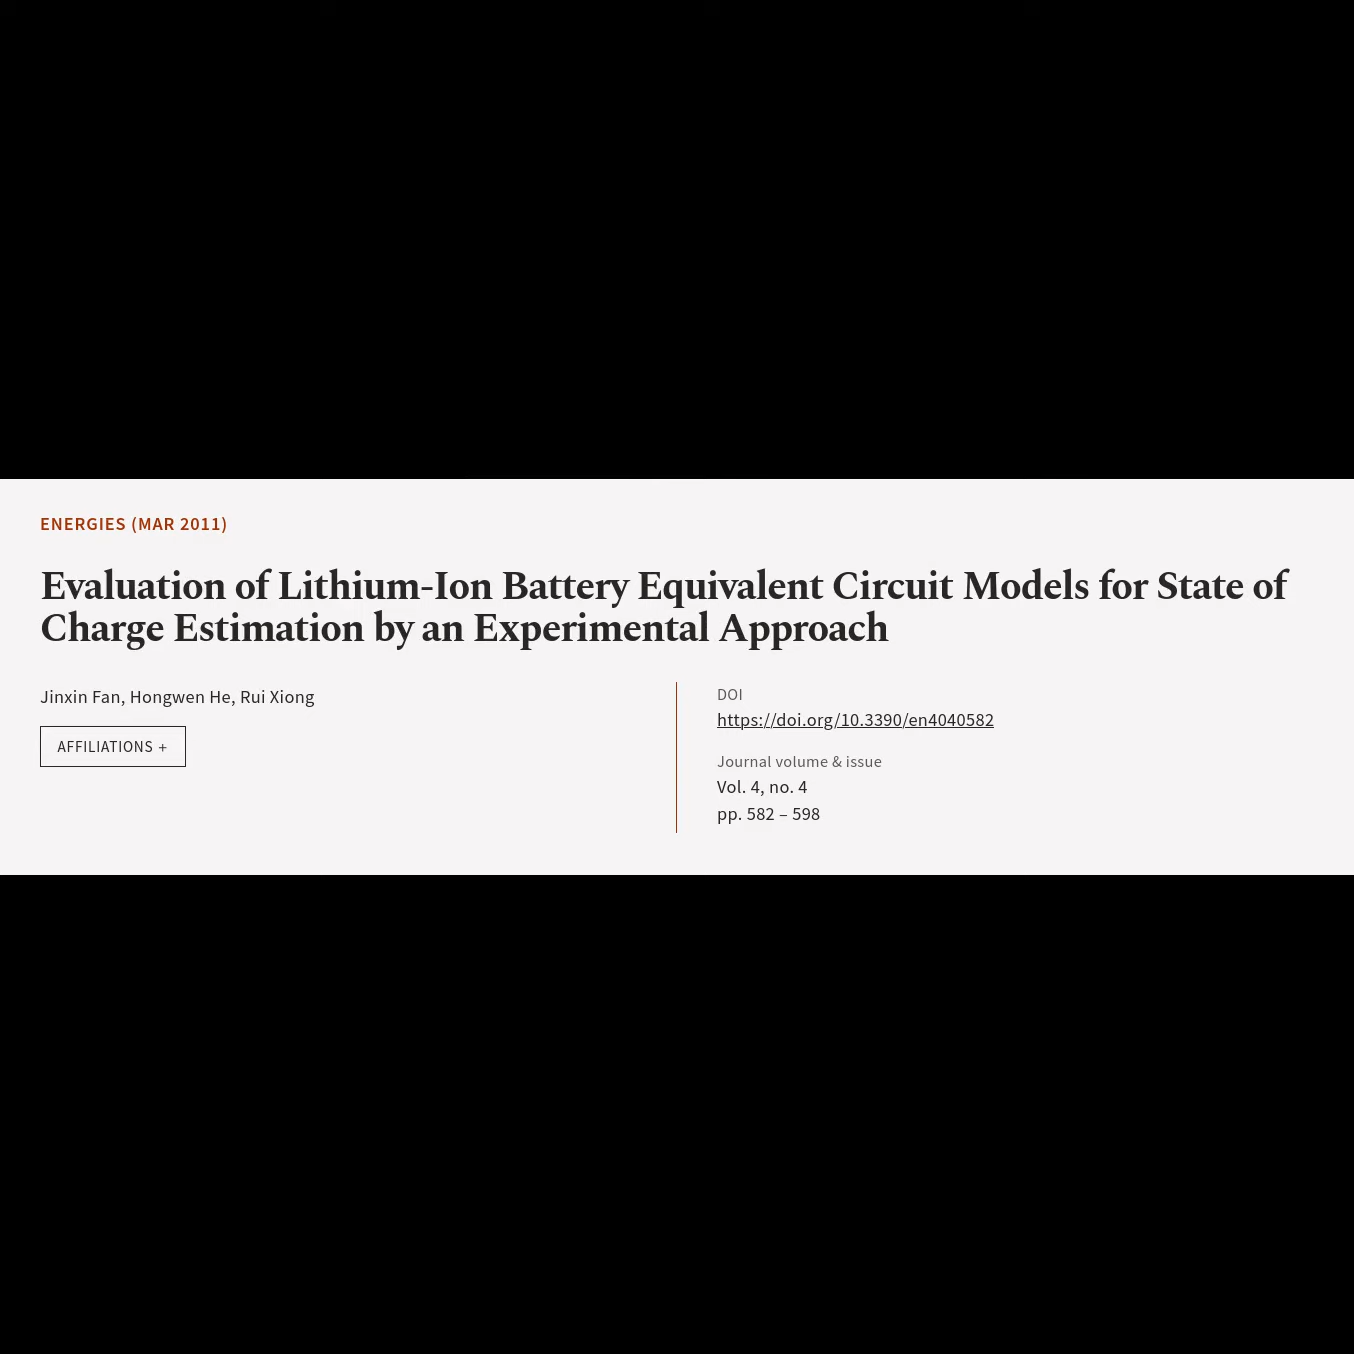 ENERGIES (MAR 2011)
Evaluation of Lithium-Ion Battery Equivalent Circuit Models for State of
Charge Estimation by an Experimental Approach
Jinxin Fan, Hongwen He, Rui Xiong
AFFILIATIONS +
DOI
https://doi.org/10.3390/en4040582
Journal volume & issue
Vol. 4, no. 4
pp. 582 – 598